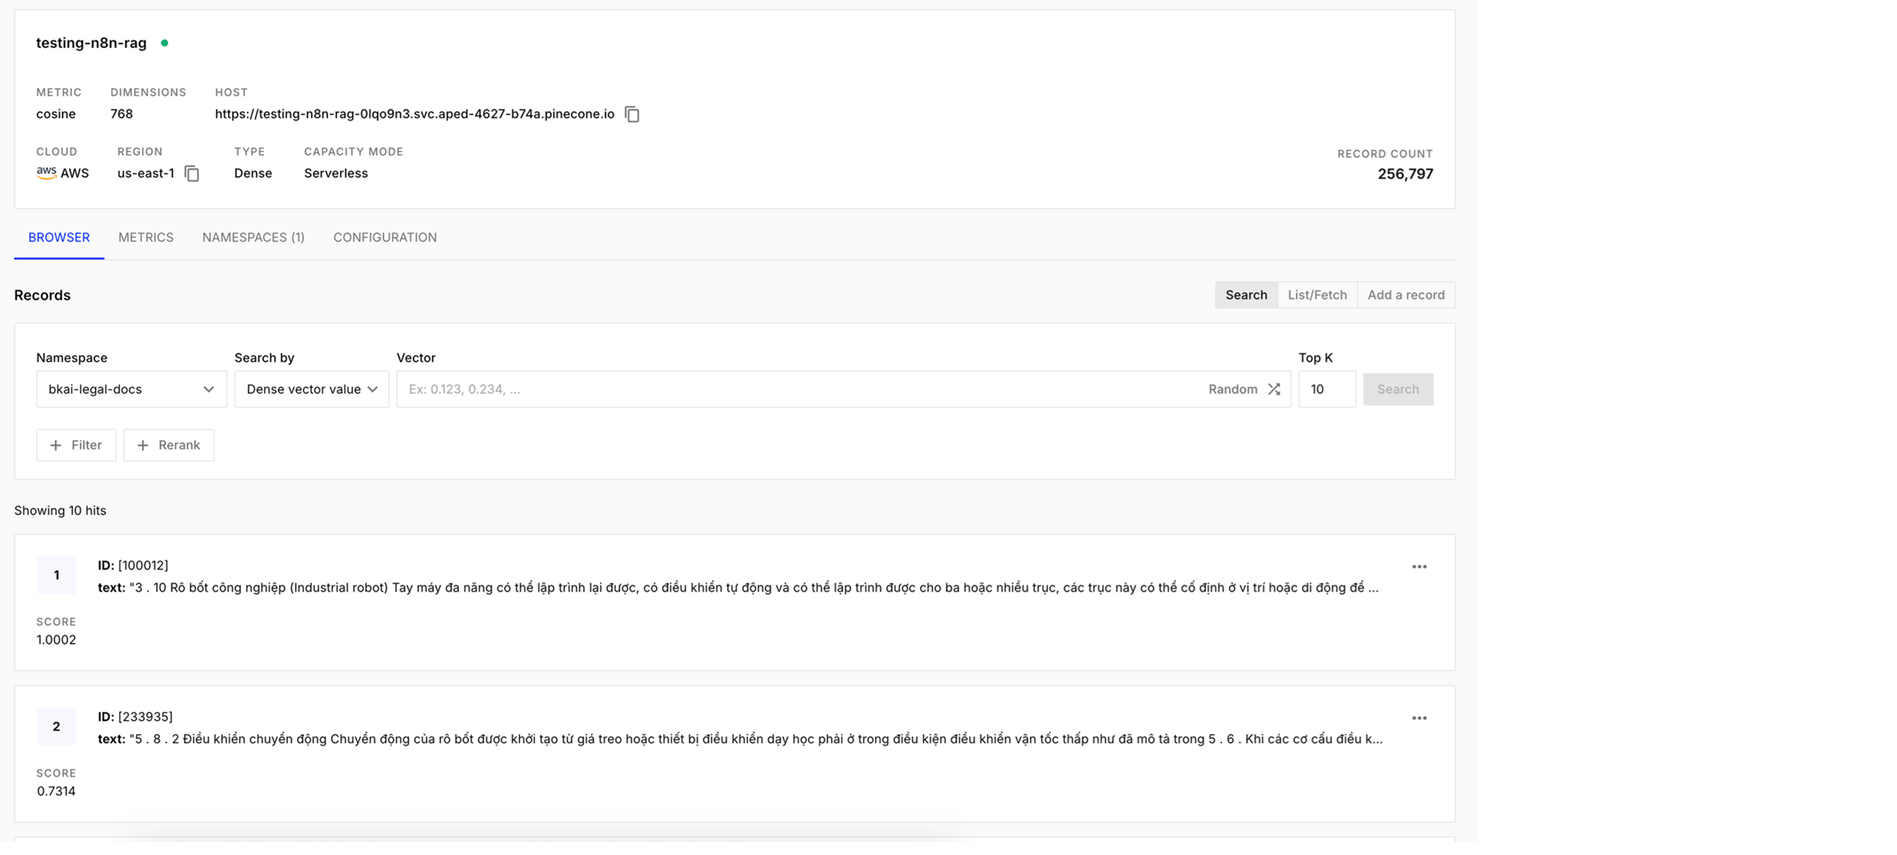 testing-n8n-rag
METRIC DIMENSIONS HOST
cosine 768 https://testing-n8n-rag-0lqo9n3.svc.aped-4627-b74a.pinecone.io
CLOUD REGION TYPE CAPACITY MODE RECORD COUNT
aws AWS us-east-1 Dense Serverless 256,797
BROWSER METRICS NAMESPACES (1) CONFIGURATION
Records Search List/Fetch Add a record
Namespace Search by Vector Top K
bkai-legal-docs Dense vector value Ex: 0.123, 0.234, ... Random 10 Search
+ Filter + Rerank
Showing 10 hits
1 ID: [100012]
text: "3 . 10 Rô bốt công nghiệp (Industrial robot) Tay máy đa năng có thể lập trình lại được, có điều khiển tự động và có thể lập trình được cho ba hoặc nhiều trục, các trục này có thể cố định ở vị trí hoặc di động để ...
SCORE
1.0002
2 ID: [233935]
text: "5 . 8 . 2 Điều khiển chuyển động Chuyển động của rô bốt được khởi tạo từ giá treo hoặc thiết bị điều khiển dạy học phải ở trong điều kiện điều khiển vận tốc thấp như đã mô tả trong 5 . 6 . Khi các cơ cấu điều k...
SCORE
0.7314